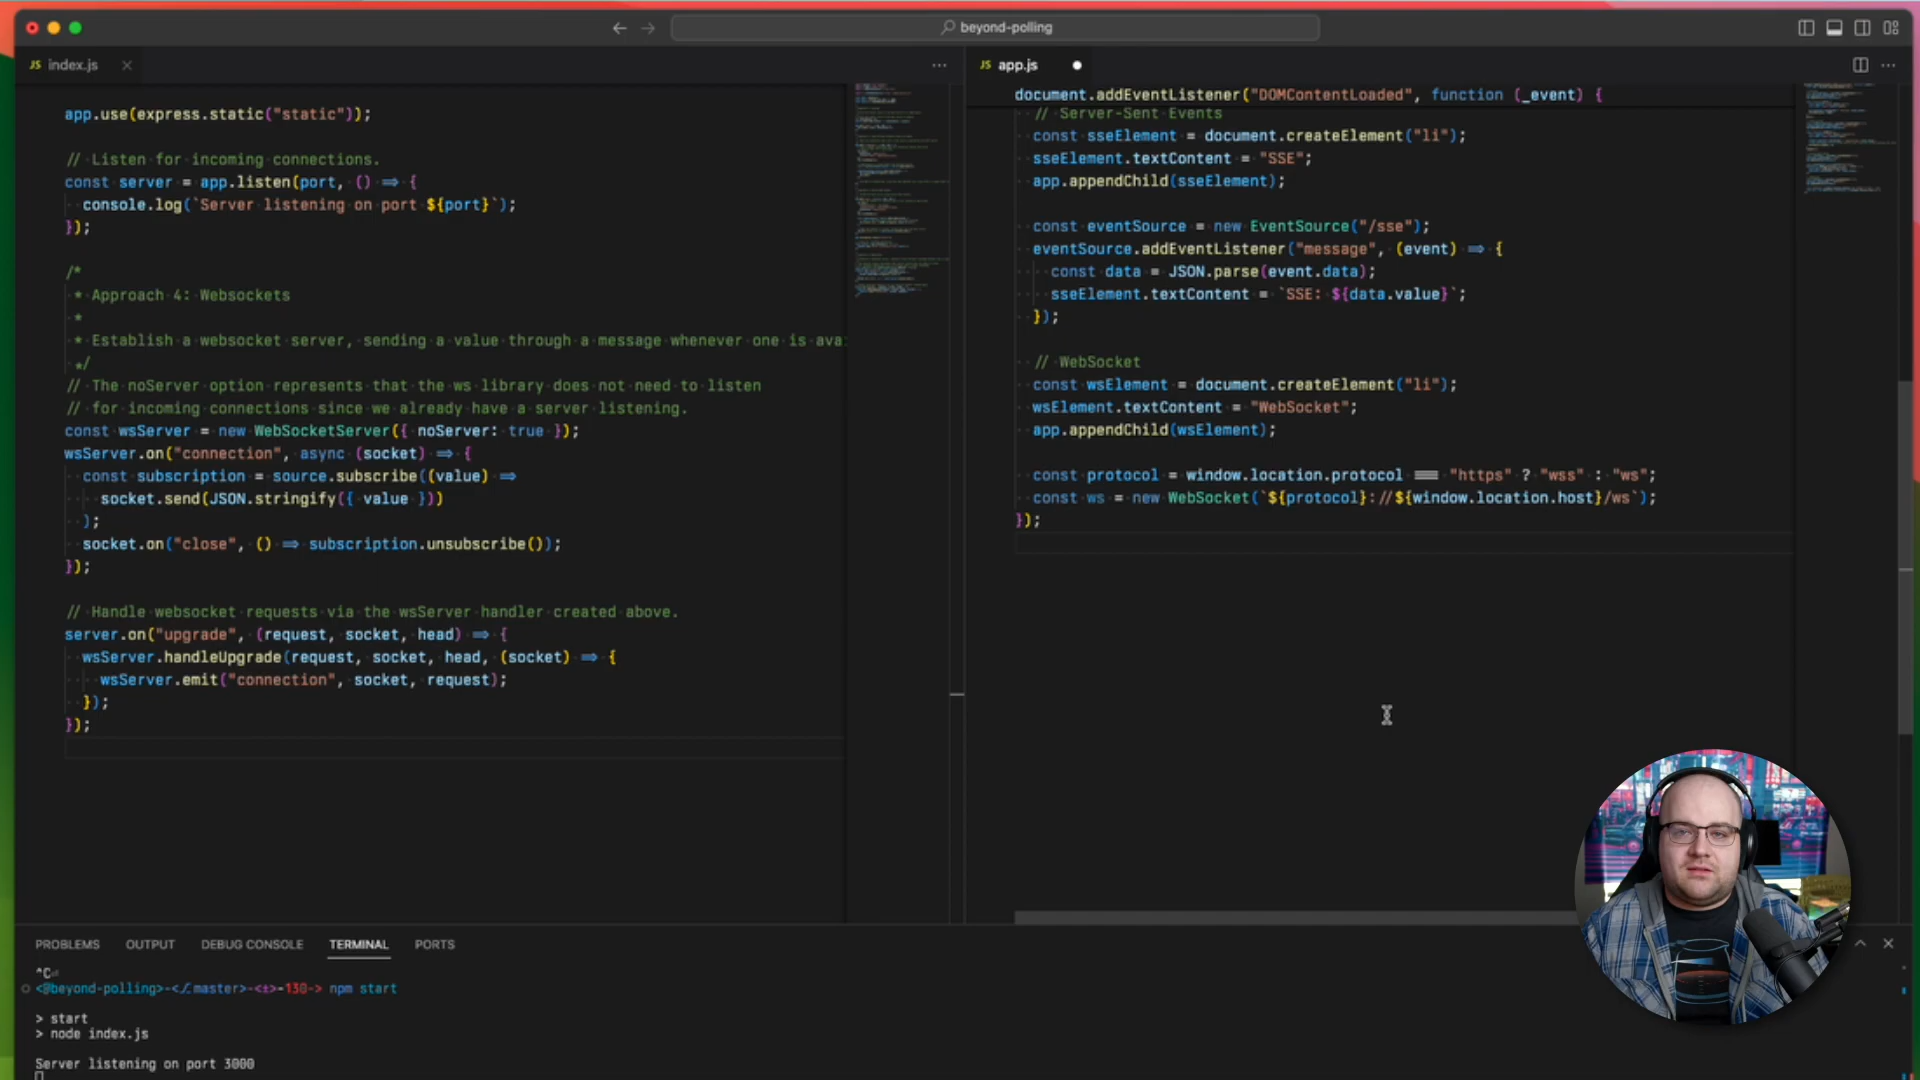 beyond-polling
JS index.js
app.use(express.static("static"));
// Listen for incoming connections.
const server = app.listen(port, () => {
console.log(`Server listening on port ${port}`);
});
/*
* Approach 4: Websockets
*
* Establish a websocket server, sending a value through a message whenever one is ava
*/
// The noServer option represents that the ws library does not need to listen
// for incoming connections since we already have a server listening.
const wsServer = new WebSocketServer({ noServer: true });
wsServer.on("connection", async (socket) => {
const subscription = source.subscribe((value) =>
socket.send(JSON.stringify({ value }))
);
socket.on("close", () => subscription.unsubscribe());
});
// Handle websocket requests via the wsServer handler created above.
server.on("upgrade", (request, socket, head) => {
wsServer.handleUpgrade(request, socket, head, (socket) => {
wsServer.emit("connection", socket, request);
});
});
JS app.js
document.addEventListener("DOMContentLoaded", function (_event) {
// Server-Sent Events
const sseElement = document.createElement("li");
sseElement.textContent = "SSE";
app.appendChild(sseElement);
const eventSource = new EventSource("/sse");
eventSource.addEventListener("message", (event) => {
const data = JSON.parse(event.data);
sseElement.textContent = `SSE: ${data.value}`;
});
// WebSocket
const wsElement = document.createElement("li");
wsElement.textContent = "WebSocket";
app.appendChild(wsElement);
const protocol = window.location.protocol === "https" ? "wss" : "ws";
const ws = new WebSocket(`${protocol}://${window.location.host}/ws`);
});
PROBLEMS OUTPUT DEBUG CONSOLE TERMINAL PORTS
^C⏎
<@beyond-polling>-<⎇ master>-<±>-130-> npm start
> start
> node index.js
Server listening on port 3000